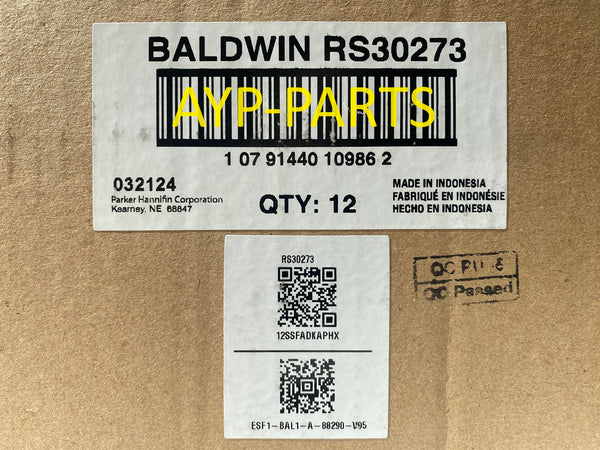 BALDWIN RS30273
AYP-PARTS
1 07 91440 10986 2
032124
Parker Hannifin Corporation
Kearney, NE 68847
QTY: 12
MADE IN INDONESIA
FABRIQUÉ EN INDONÉSIE
HECHO EN INDONESIA
RS30273
12SSFADKAPHX
ESF1-BAL1-A-88290-V95
QC
QC Passed